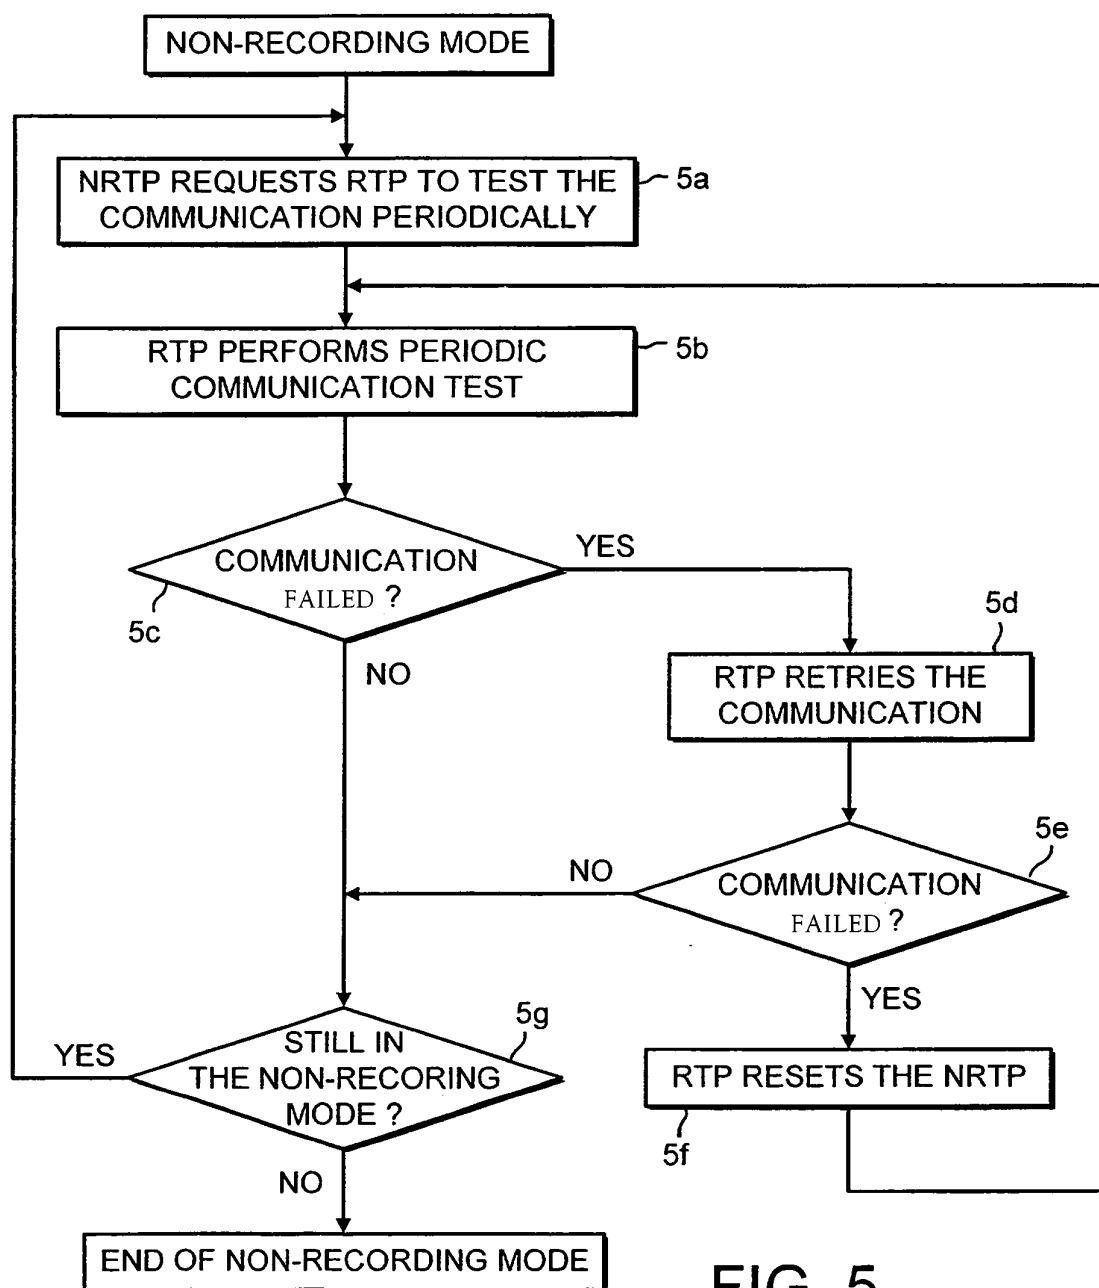 NON-RECORDING MODE
NRTP REQUESTS RTP TO TEST THE
COMMUNICATION PERIODICALLY
5a
RTP PERFORMS PERIODIC
COMMUNICATION TEST
5b
COMMUNICATION
FAILED ?
5c
YES
NO
5d
RTP RETRIES THE
COMMUNICATION
5e
COMMUNICATION
FAILED ?
NO
YES
5g
STILL IN
THE NON-RECORING
MODE ?
YES
NO
RTP RESETS THE NRTP
5f
END OF NON-RECORDING MODE
FIG. 5